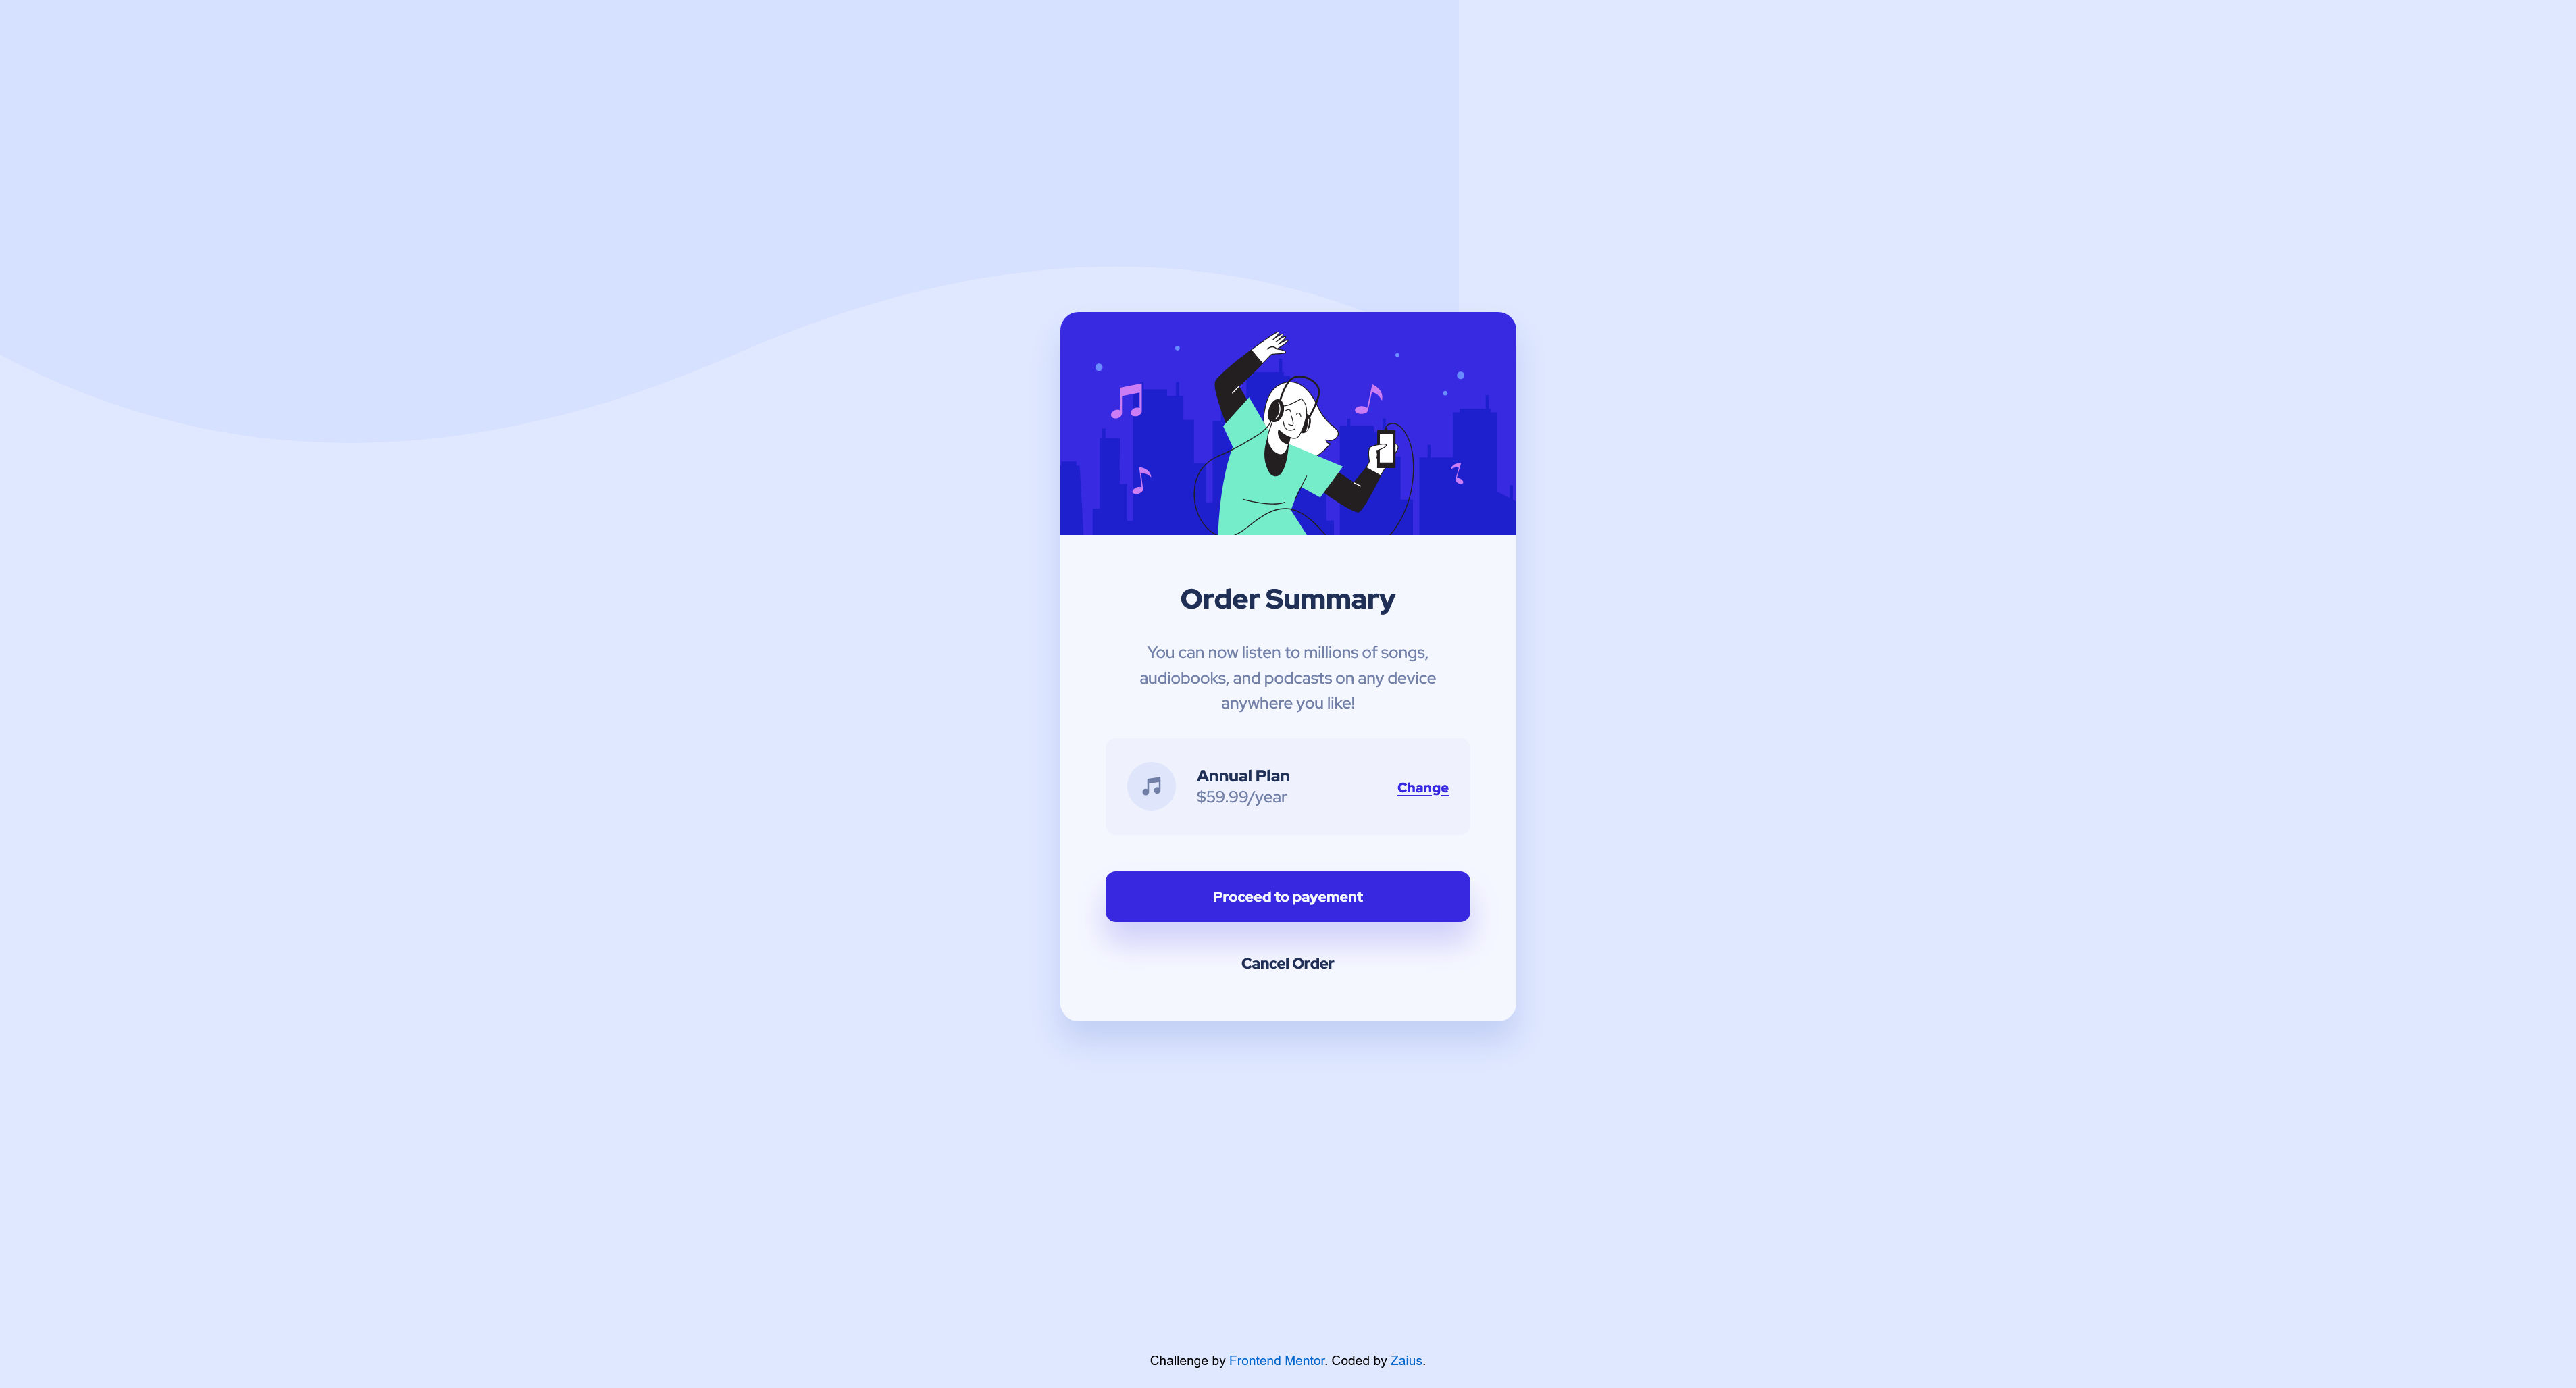 Order Summary
You can now listen to millions of songs,
audiobooks, and podcasts on any device
anywhere you like!
Annual Plan
$59.99/year
Change
Proceed to payement
Cancel Order
Challenge by Frontend Mentor. Coded by Zaius.